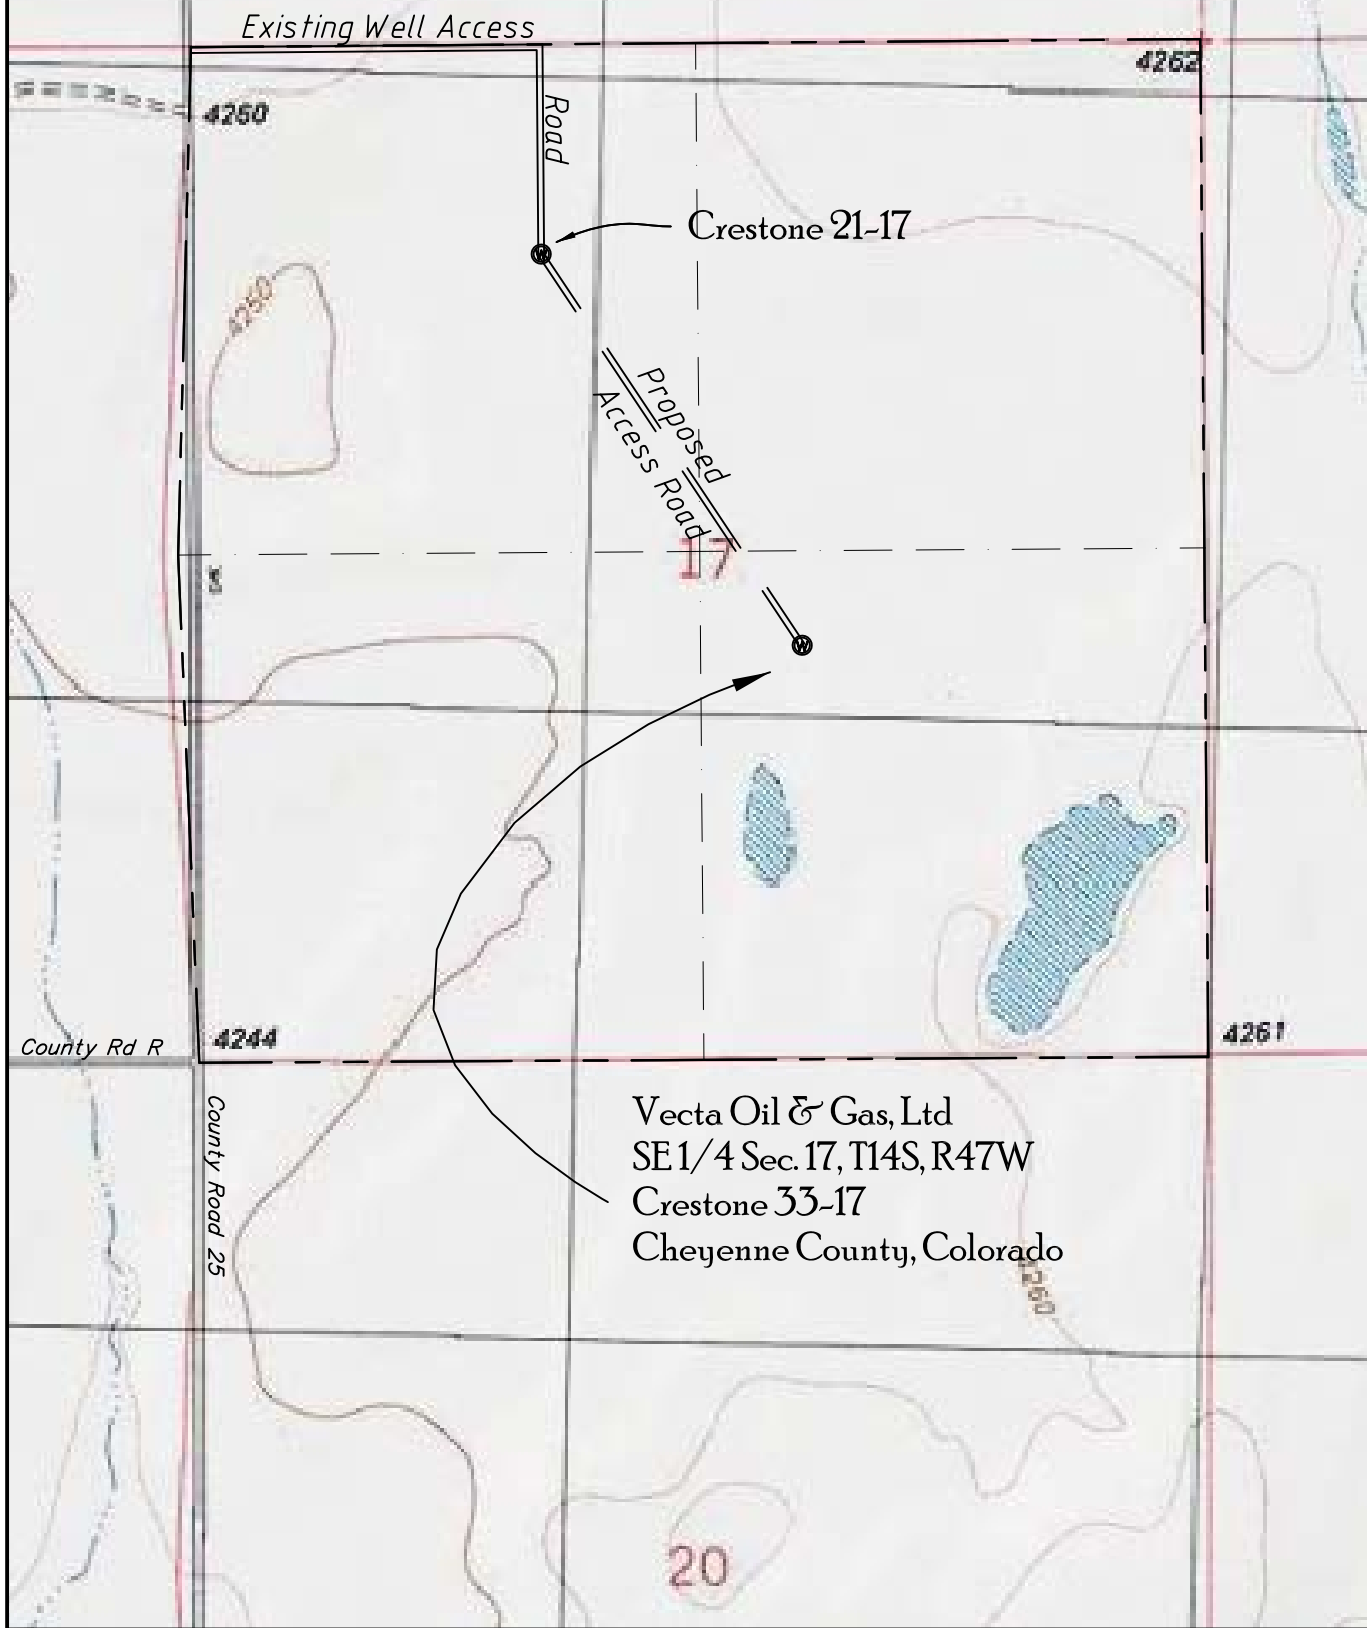 Existing Well Access
4262
4260
Road
Crestone 21-17
4250
Proposed
Access Road
17
4244
4261
County Rd R
County Road 25
Vecta Oil & Gas, Ltd
SE 1/4 Sec. 17, T14S, R47W
Crestone 33-17
Cheyenne County, Colorado
4260
20